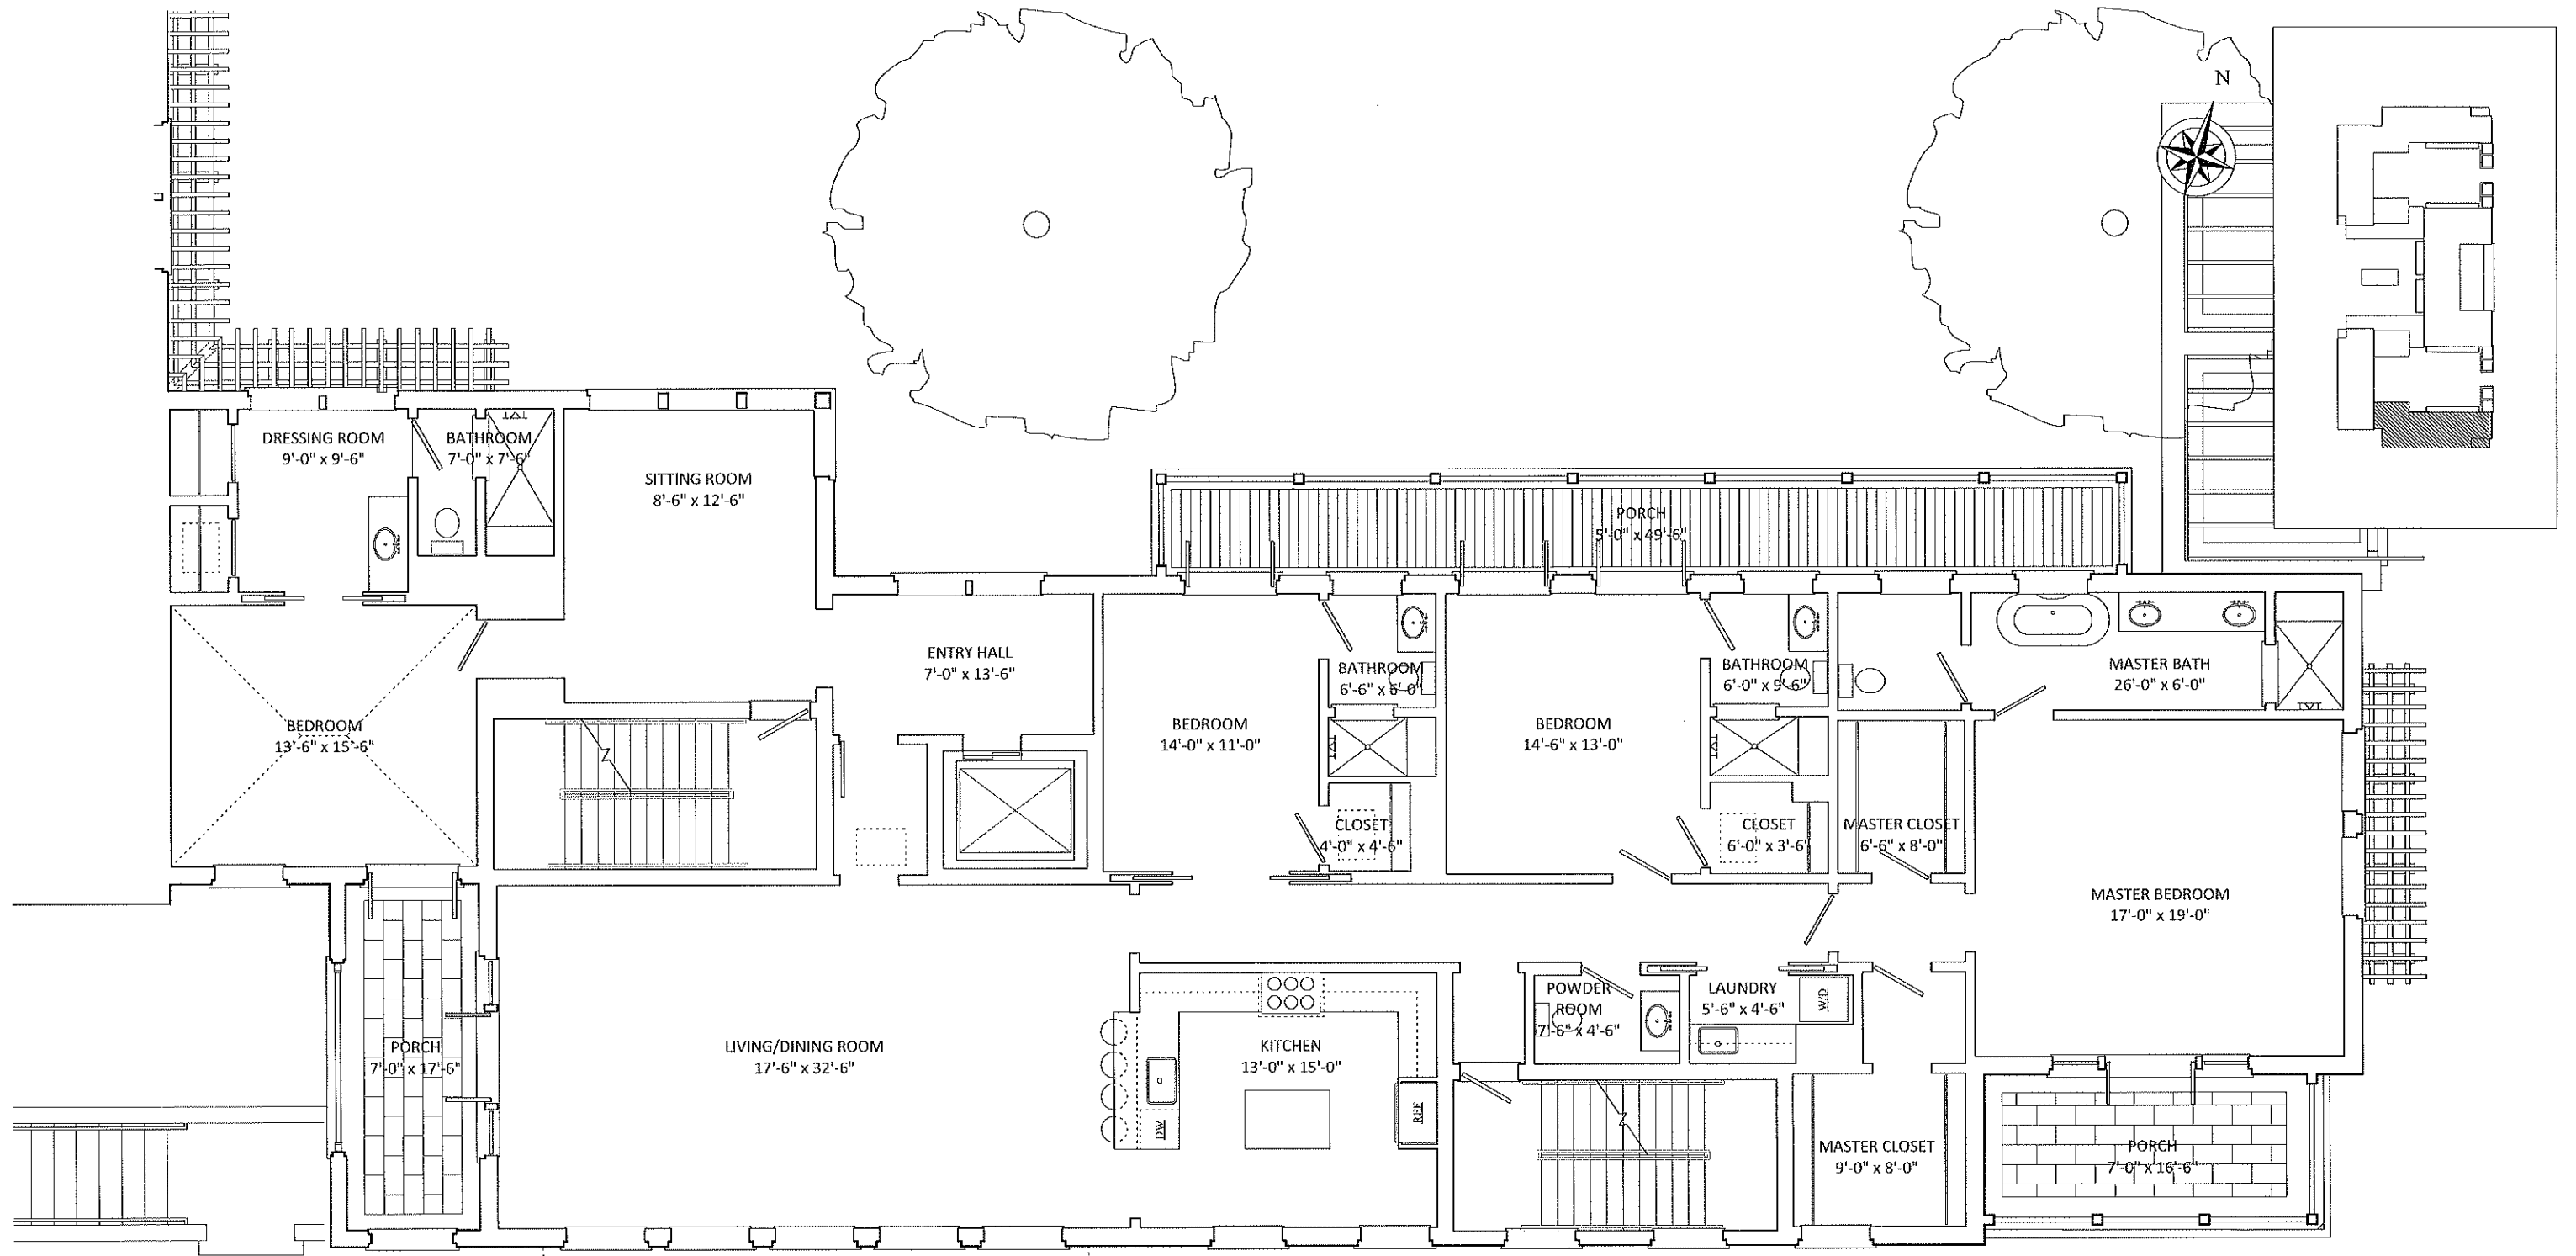 N
DRESSING ROOM
9'-0" x 9'-6"
BATHROOM
7'-0" x 7'-6"
SITTING ROOM
8'-6" x 12'-6"
PORCH
5'-0" x 49'-6"
ENTRY HALL
7'-0" x 13'-6"
BATHROOM
6'-6" x 6'-0"
BATHROOM
6'-0" x 9'-6"
MASTER BATH
26'-0" x 6'-0"
BEDROOM
13'-6" x 15'-6"
BEDROOM
14'-0" x 11'-0"
BEDROOM
14'-6" x 13'-0"
CLOSET
4'-0" x 4'-6"
CLOSET
6'-0" x 3'-6"
MASTER CLOSET
6'-6" x 8'-0"
MASTER BEDROOM
17'-0" x 19'-0"
POWDER
ROOM
7'-6" x 4'-6"
LAUNDRY
5'-6" x 4'-6"
W/D
PORCH
7'-0" x 17'-6"
LIVING/DINING ROOM
17'-6" x 32'-6"
KITCHEN
13'-0" x 15'-0"
DW
REF
MASTER CLOSET
9'-0" x 8'-0"
PORCH
7'-0" x 16'-6"